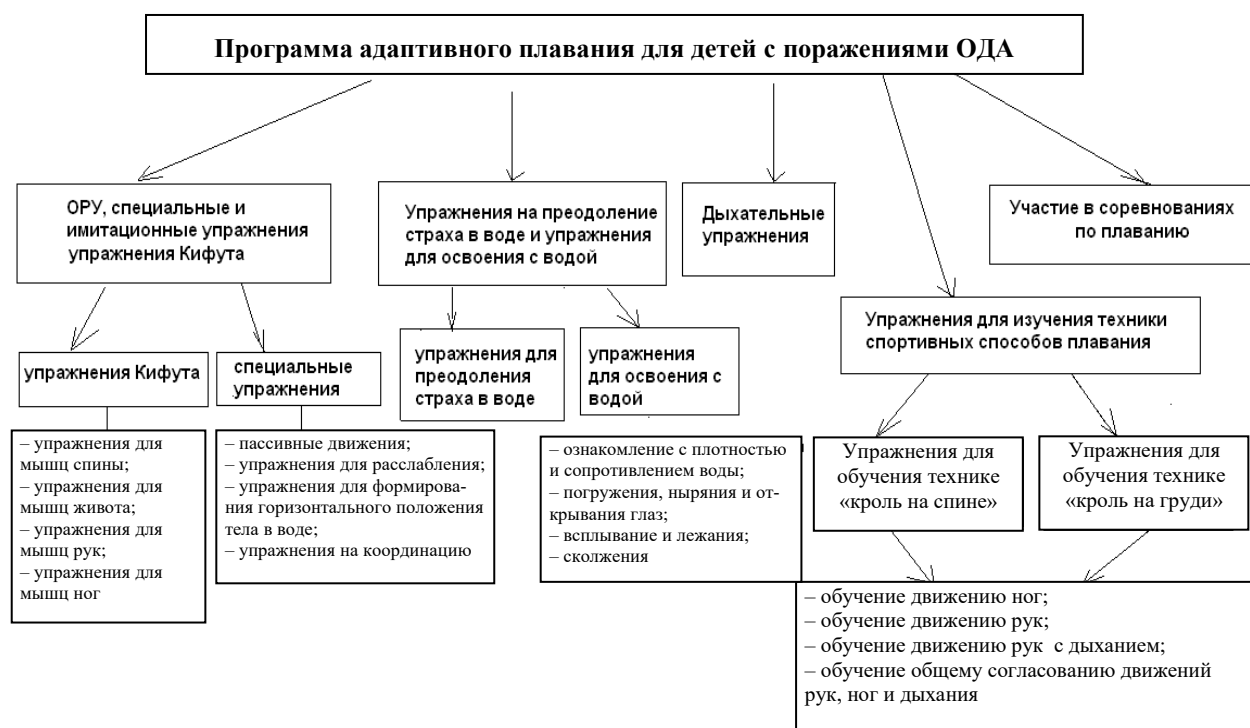 Программа адаптивного плавания для детей с поражениями ОДА
ОРУ, специальные и
имитационные упражнения
упражнения Кифута
Упражнения на преодоление
страха в воде и упражнения
для освоения с водой
Дыхательные
упражнения
Участие в соревнованиях
по плаванию
Упражнения для изучения техники
спортивных способов плавания
упражнения Кифута
специальные
упражнения
упражнения для
преодоления
страха в воде
упражнения
для освоения с
водой
– упражнения для
мышц спины;
– упражнения для
мышц живота;
– упражнения для
мышц рук;
– упражнения для
мышц ног
– пассивные движения;
– упражнения для расслабления;
– упражнения для формирова-
ния горизонтального положения
тела в воде;
– упражнения на координацию
– ознакомление с плотностью
и сопротивлением воды;
– погружения, ныряния и от-
крывания глаз;
– всплывание и лежания;
– сколжения
Упражнения для
обучения технике
«кроль на спине»
Упражнения для
обучения технике
«кроль на груди»
– обучение движению ног;
– обучение движению рук;
– обучение движению рук с дыханием;
– обучение общему согласованию движений
рук, ног и дыхания